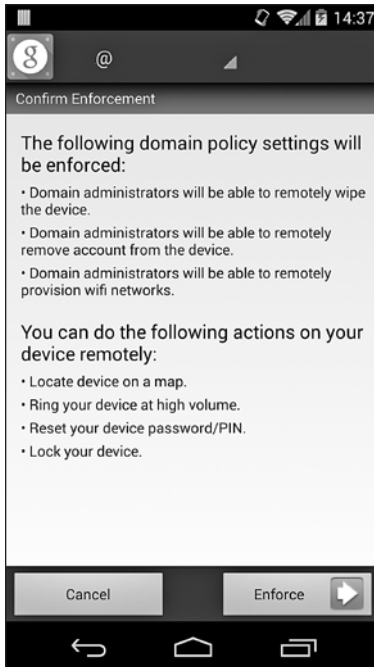 14:37
g
@
Confirm Enforcement
The following domain policy settings will
be enforced:
• Domain administrators will be able to remotely wipe
the device.
• Domain administrators will be able to remotely
remove account from the device.
• Domain administrators will be able to remotely
provision wifi networks.
You can do the following actions on your
device remotely:
• Locate device on a map.
• Ring your device at high volume.
• Reset your device password/PIN.
• Lock your device.
Cancel
Enforce